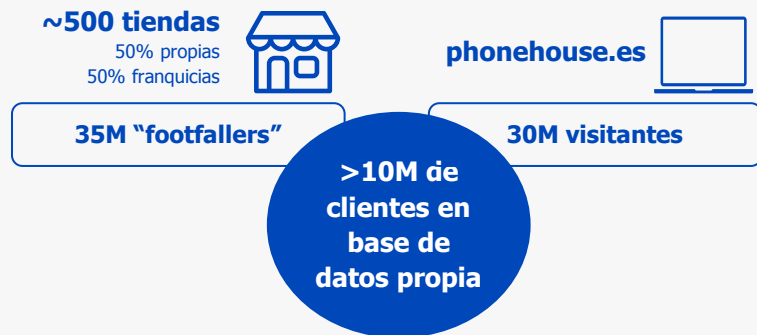 ~500 tiendas
50% propias
50% franquicias
phonehouse.es
35M “footfallers”
30M visitantes
>10M de
clientes en
base de
datos propia